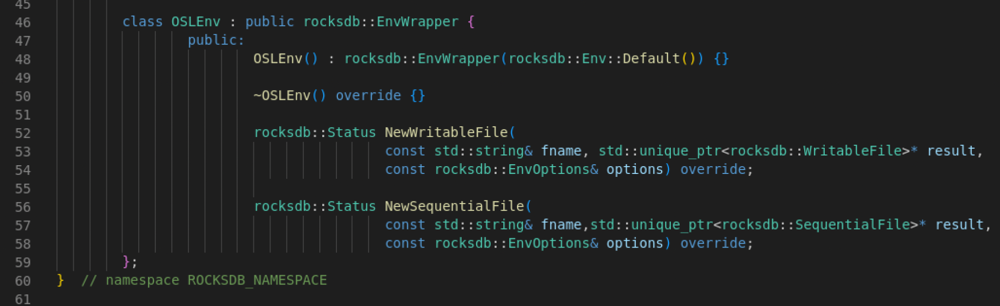 45
46 class OSLEnv : public rocksdb::EnvWrapper {
47 public:
48 OSLEnv() : rocksdb::EnvWrapper(rocksdb::Env::Default()) {}
49
50 ~OSLEnv() override {}
51
52 rocksdb::Status NewWritableFile(
53 const std::string& fname, std::unique_ptr<rocksdb::WritableFile>* result,
54 const rocksdb::EnvOptions& options) override;
55
56 rocksdb::Status NewSequentialFile(
57 const std::string& fname,std::unique_ptr<rocksdb::SequentialFile>* result,
58 const rocksdb::EnvOptions& options) override;
59 };
60 } // namespace ROCKSDB_NAMESPACE
61